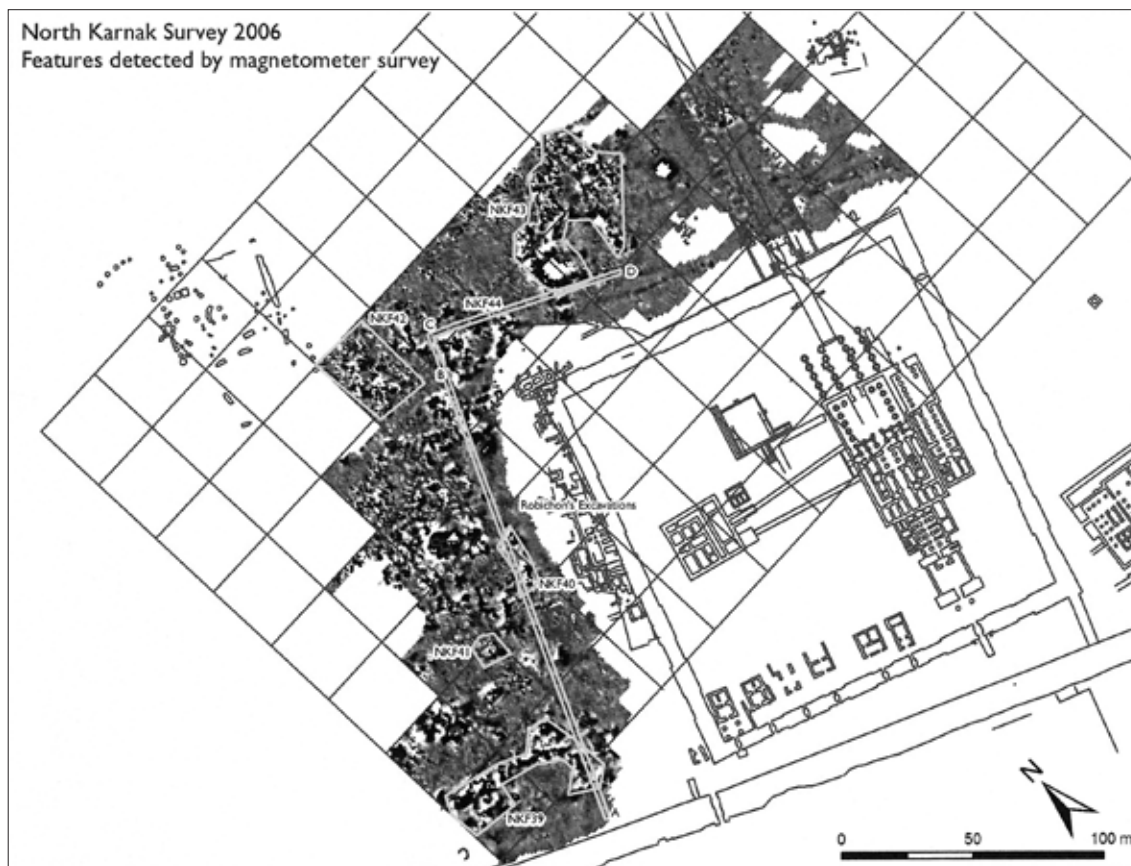 North Karnak Survey 2006
Features detected by magnetometer survey
NKF43
D
NKF44
C
NKF42
B
Robichon's Excavations
NKF40
NKF41
A
NKF39
N
0 50 100 m